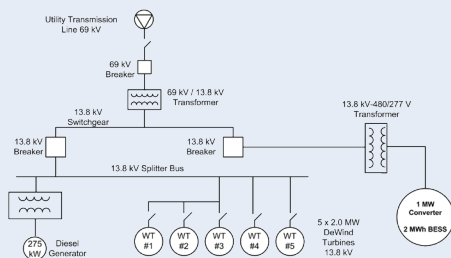 Utility Transmission
Line 69 kV
69 kV
Breaker
69 kV / 13.8 kV
Transformer
13.8 kV
Switchgear
13.8 kV-480/277 V
Transformer
13.8 kV
Breaker
13.8 kV
Breaker
13.8 kV Splitter Bus
1 MW
Converter
2 MWh BESS
5 x 2.0 MW
DeWind
Turbines
13.8 kV
WT
#1
WT
#2
WT
#3
WT
#4
WT
#5
275
kW
Diesel
Generator